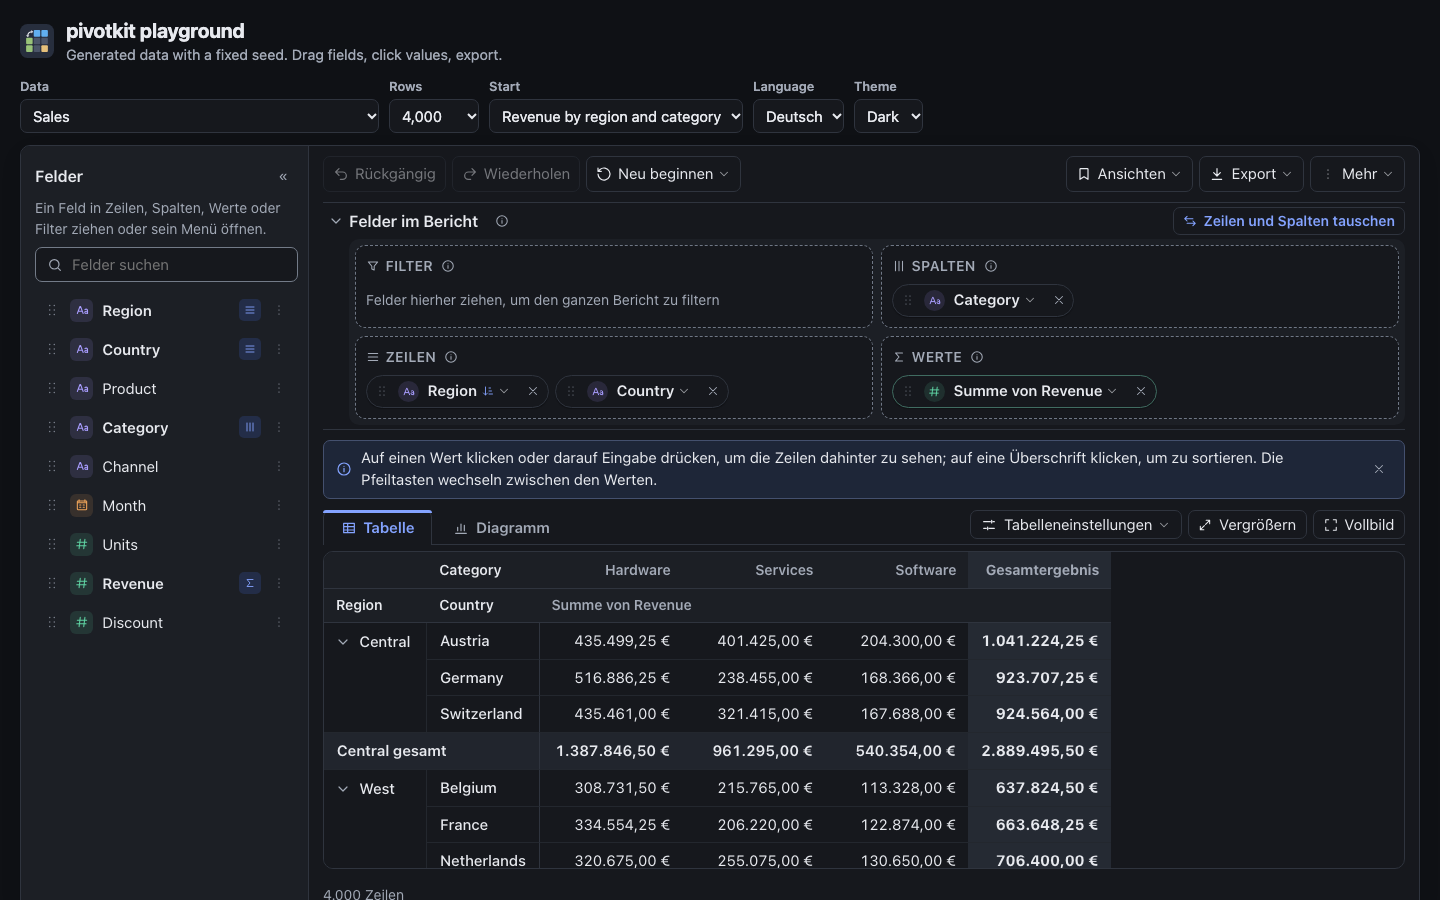 pivotkit playground
Generated data with a fixed seed. Drag fields, click values, export.
Data Rows Start Language Theme
Sales 4,000 Revenue by region and category Deutsch Dark
Felder «
Ein Feld in Zeilen, Spalten, Werte oder
Filter ziehen oder sein Menü öffnen.
Felder suchen
Aa Region
Aa Country
Aa Product
Aa Category
Aa Channel
Month
# Units
# Revenue Σ
# Discount
Rückgängig Wiederholen Neu beginnen Ansichten Export Mehr
Felder im Bericht Zeilen und Spalten tauschen
FILTER
Felder hierher ziehen, um den ganzen Bericht zu filtern
SPALTEN
Aa Category
ZEILEN
Aa Region Aa Country
Σ WERTE
# Summe von Revenue
Auf einen Wert klicken oder darauf Eingabe drücken, um die Zeilen dahinter zu sehen; auf eine Überschrift klicken, um zu sortieren. Die
Pfeiltasten wechseln zwischen den Werten.
Tabelle Diagramm Tabelleneinstellungen Vergrößern Vollbild
Category Hardware Services Software Gesamtergebnis
Region Country Summe von Revenue
Central Austria 435.499,25 € 401.425,00 € 204.300,00 € 1.041.224,25 €
Germany 516.886,25 € 238.455,00 € 168.366,00 € 923.707,25 €
Switzerland 435.461,00 € 321.415,00 € 167.688,00 € 924.564,00 €
Central gesamt 1.387.846,50 € 961.295,00 € 540.354,00 € 2.889.495,50 €
West Belgium 308.731,50 € 215.765,00 € 113.328,00 € 637.824,50 €
France 334.554,25 € 206.220,00 € 122.874,00 € 663.648,25 €
Netherlands 320.675,00 € 255.075,00 € 130.650,00 € 706.400,00 €
4.000 Zeilen